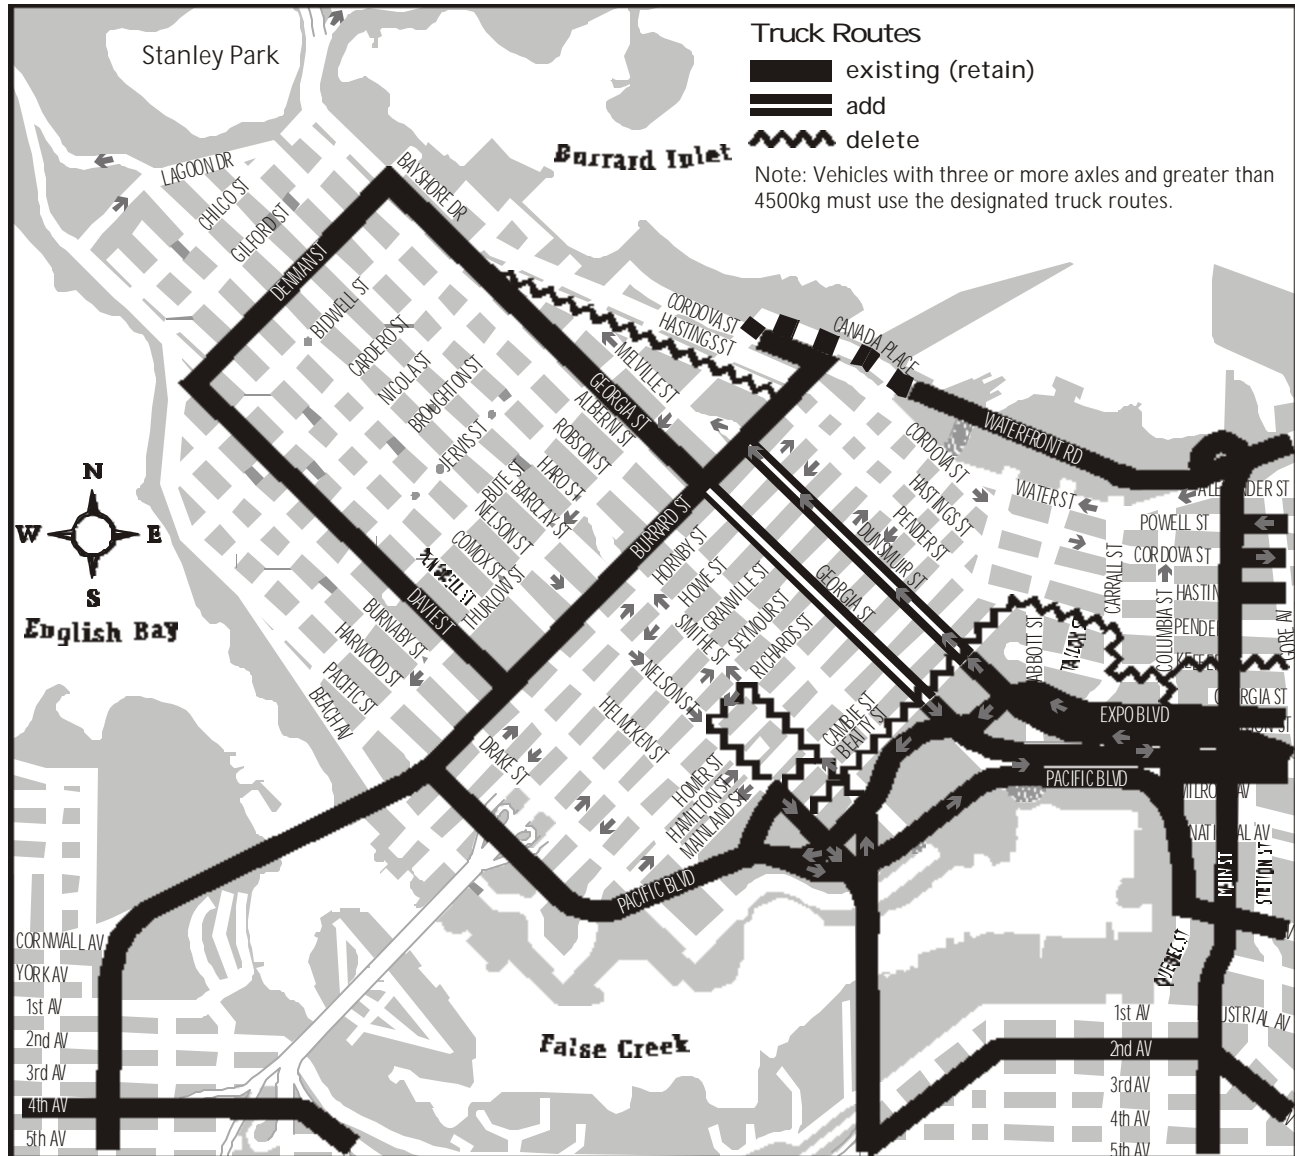 Stanley Park
Truck Routes
existing (retain)
add
delete
Note: Vehicles with three or more axles and greater than
4500kg must use the designated truck routes.
Burrard Inlet
LAGOON DR
CHILCO ST
GILFORD ST
DENMAN ST
BAYSHORE DR
BIDWELL ST
CARDERO ST
NICOLA ST
BROUGHTON ST
JERVIS ST
BUTE ST
CORDOVA ST
HASTINGS ST
CANADA PLACE
MELVILLE ST
GEORGIA ST
ALBERNI ST
ROBSON ST
HARO ST
BARCLAY ST
NELSON ST
COMOX ST
THURLOW ST
DAVIE ST
BURNABY ST
HARWOOD ST
PACIFIC ST
BEACH AV
BURRARD ST
WATERFRONT RD
CORDOVA ST
HASTINGS ST
PENDER ST
DUNSMUIR ST
GEORGIA ST
WATER ST
HORNBY ST
HOWE ST
GRANVILLE ST
SEYMOUR ST
RICHARDS ST
SMITHE ST
NELSON ST
HELMCKEN ST
DRAKE ST
HOMER ST
HAMILTON ST
MAINLAND ST
CAMBIE ST
BEATTY ST
ABBOTT ST
CARRALL ST
COLUMBIA ST
POWELL ST
CORDOVA ST
HASTIN
PENDE
GORE AV
RGIA ST
EXPO BLVD
PACIFIC BLVD
PACIFIC BLVD
MAIN ST
STATION ST
QUEBEC ST
N
W
E
S
English Bay
False Creek
CORNWALL AV
YORK AV
1st AV
2nd AV
3rd AV
4th AV
5th AV
1st AV
2nd AV
3rd AV
4th AV
5th AV
USTRIAL AV